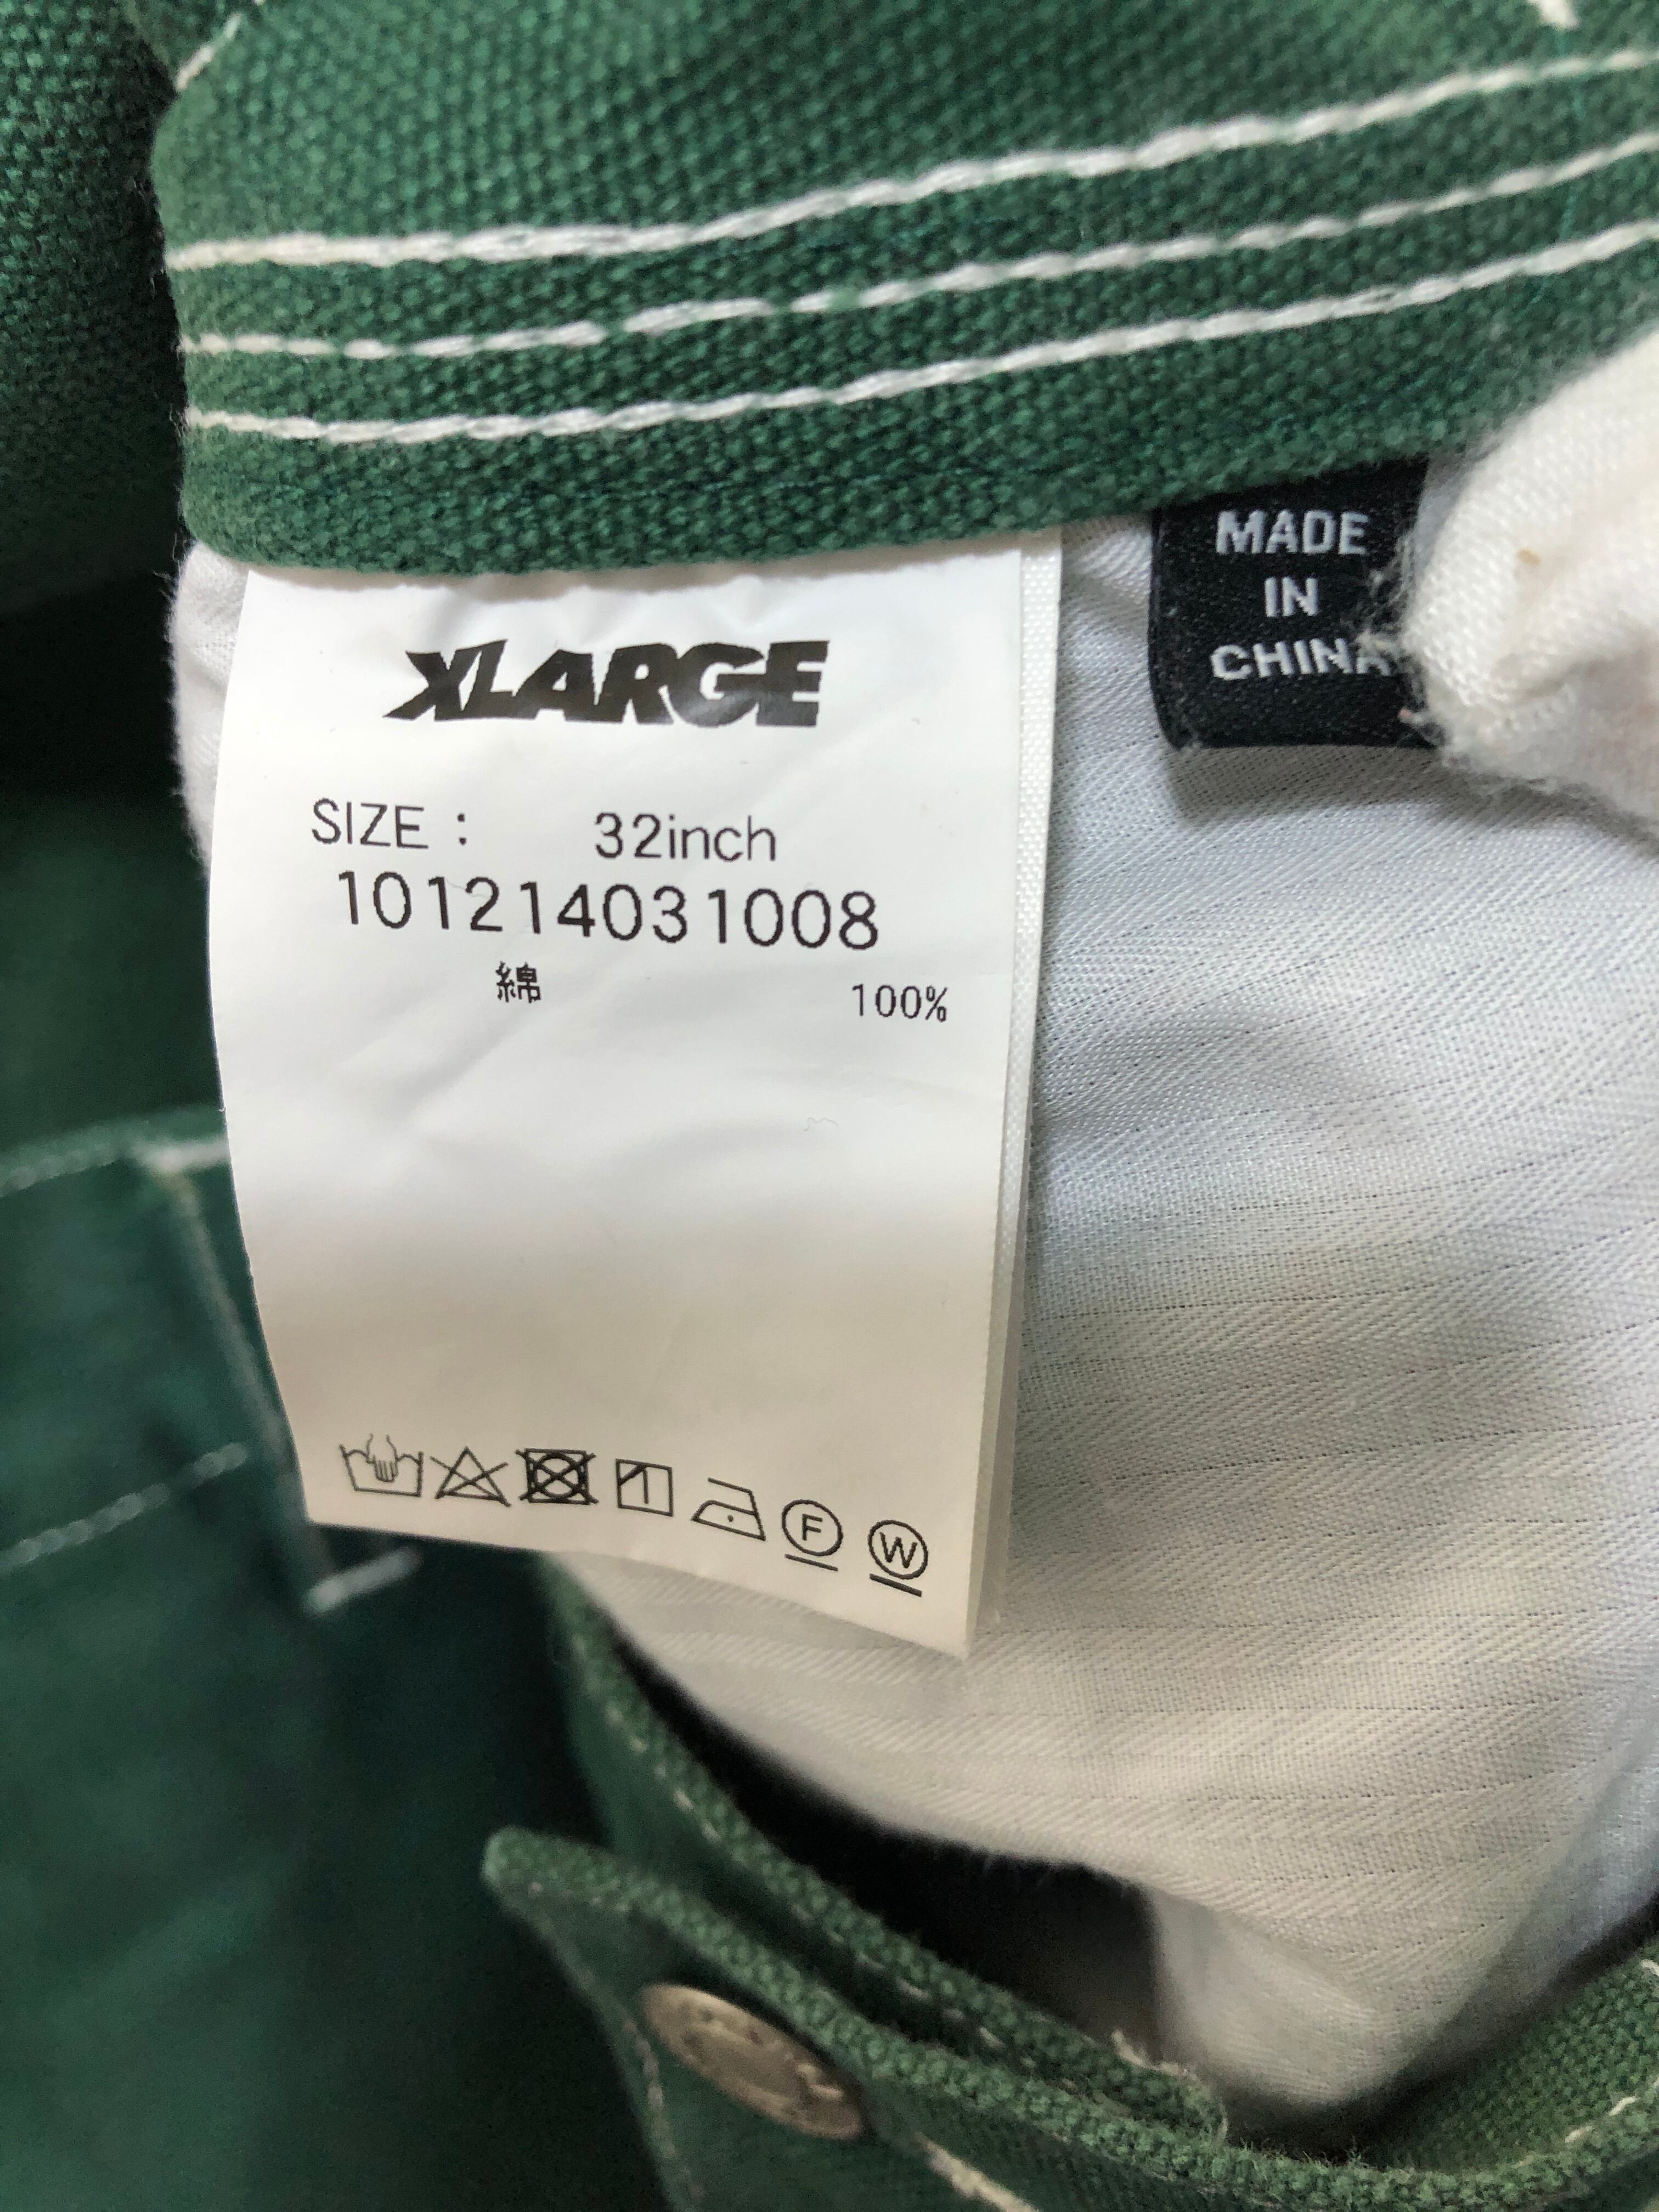 XLARGE
SIZE : 32inch
101214031008
綿 100%
F W
MADE
IN
CHINA